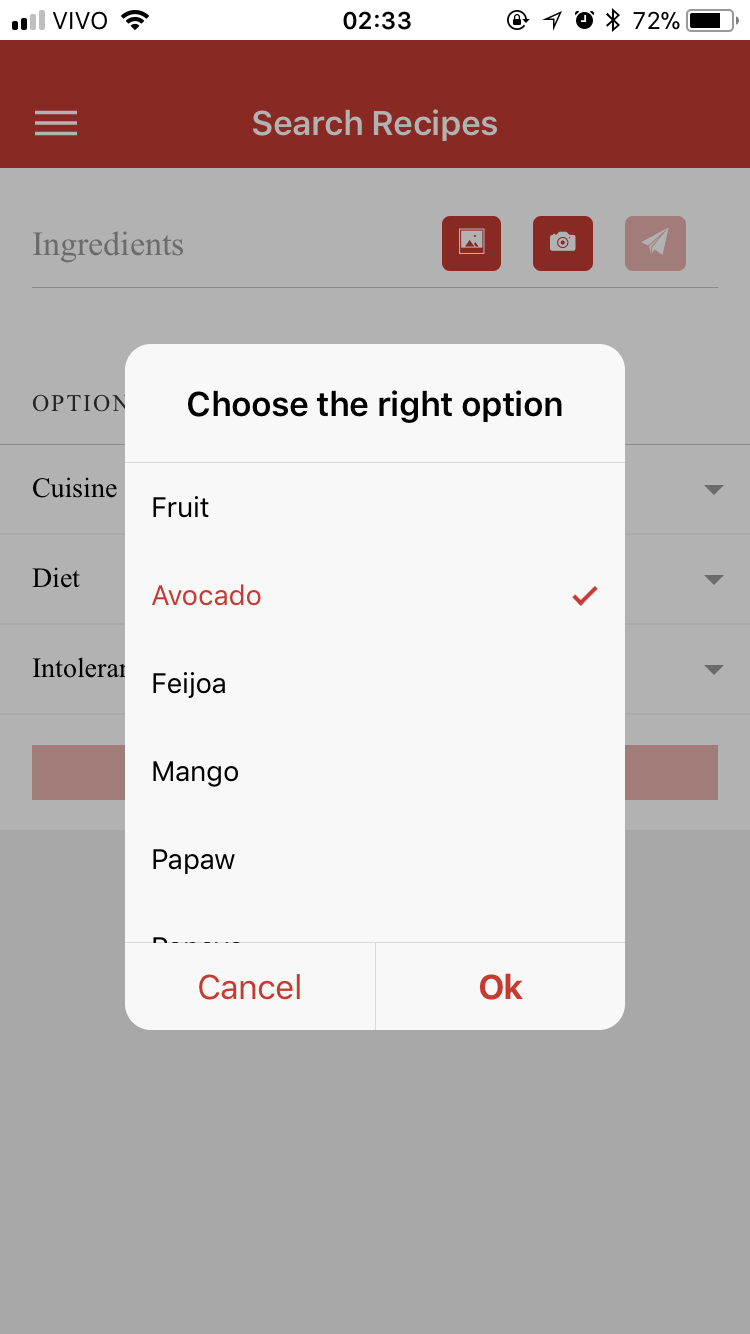 VIVO 02:33 72%
Search Recipes
Ingredients
Choose the right option
OPTION
Fruit
Cuisine
Avocado
Diet
Intoleran
Feijoa
Mango
Papaw
Cancel Ok